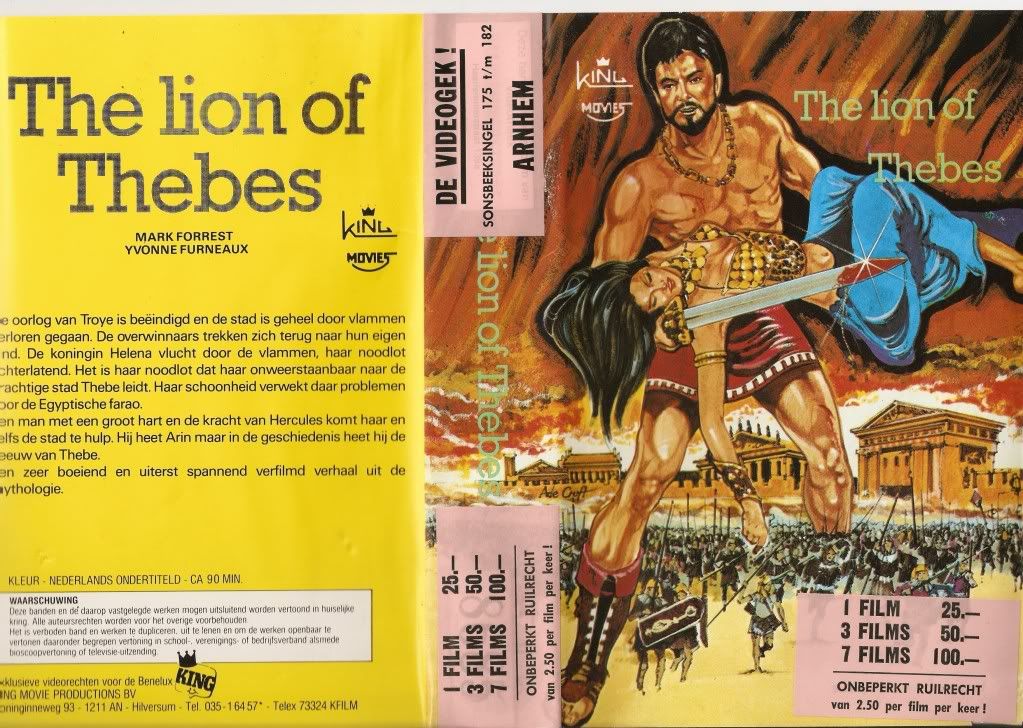 The lion of
Thebes
MARK FORREST
YVONNE FURNEAUX
KING
MOVIES
e oorlog van Troye is beëindigd en de stad is geheel door vlammen
erloren gegaan. De overwinnaars trekken zich terug naar hun eigen
nd. De koningin Helena vlucht door de vlammen, haar noodlot
chterlatend. Het is haar noodlot dat haar onweerstaanbaar naar de
rachtige stad Thebe leidt. Haar schoonheid verwekt daar problemen
oor de Egyptische farao.
en man met een groot hart en de kracht van Hercules komt haar en
elfs de stad te hulp. Hij heet Arin maar in de geschiedenis heet hij de
eeuw van Thebe.
en zeer boeiend en uiterst spannend verfilmd verhaal uit de
ythologie.
KLEUR - NEDERLANDS ONDERTITELD - CA 90 MIN.
WAARSCHUWING
Deze banden en de daarop vastgelegde werken mogen uitsluitend worden vertoond in huiselijke
kring. Alle auteursrechten worden voor het overige voorbehouden
Het is verboden band en werken te dupliceren, uit te lenen en om de werken openbaar te
vertonen daaronder begrepen vertoning in school-, verenigings- of bedrijfsverband alsmede
bioscoopvertoning of televisie-uitzending.
xklusieve videorechten voor de Benelux
KING
NG MOVIE PRODUCTIONS BV
oninginneweg 93 - 1211 AN - Hilversum - Tel. 035-16457* - Telex 73324 KFILM
DE VIDEOGEK !
SONSBEEKSINGEL 175 t/m 182
ARNHEM
e lion of Thebes
1 FILM 25.—
3 FILMS 50.—
7 FILMS 100.—
ONBEPERKT RUILRECHT
van 2.50 per film per keer !
KING
MOVIES
The lion of
Thebes
1 FILM 25.—
3 FILMS 50.—
7 FILMS 100.—
ONBEPERKT RUILRECHT
van 2.50 per film per keer !